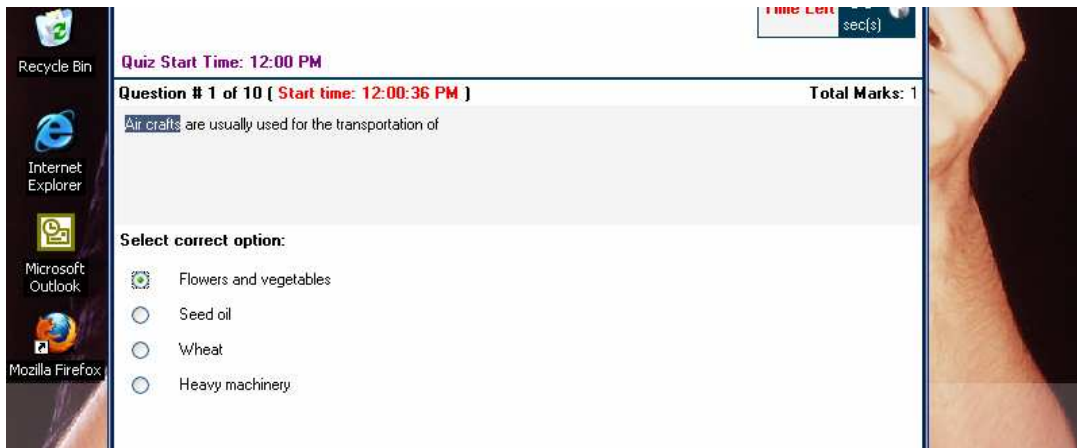 Time Left
sec(s)
Recycle Bin
Quiz Start Time: 12:00 PM
Question # 1 of 10 ( Start time: 12:00:36 PM )
Total Marks: 1
Air crafts are usually used for the transportation of
Internet
Explorer
Select correct option:
Microsoft
Outlook
Flowers and vegetables
Seed oil
Wheat
Mozilla Firefox
Heavy machinery